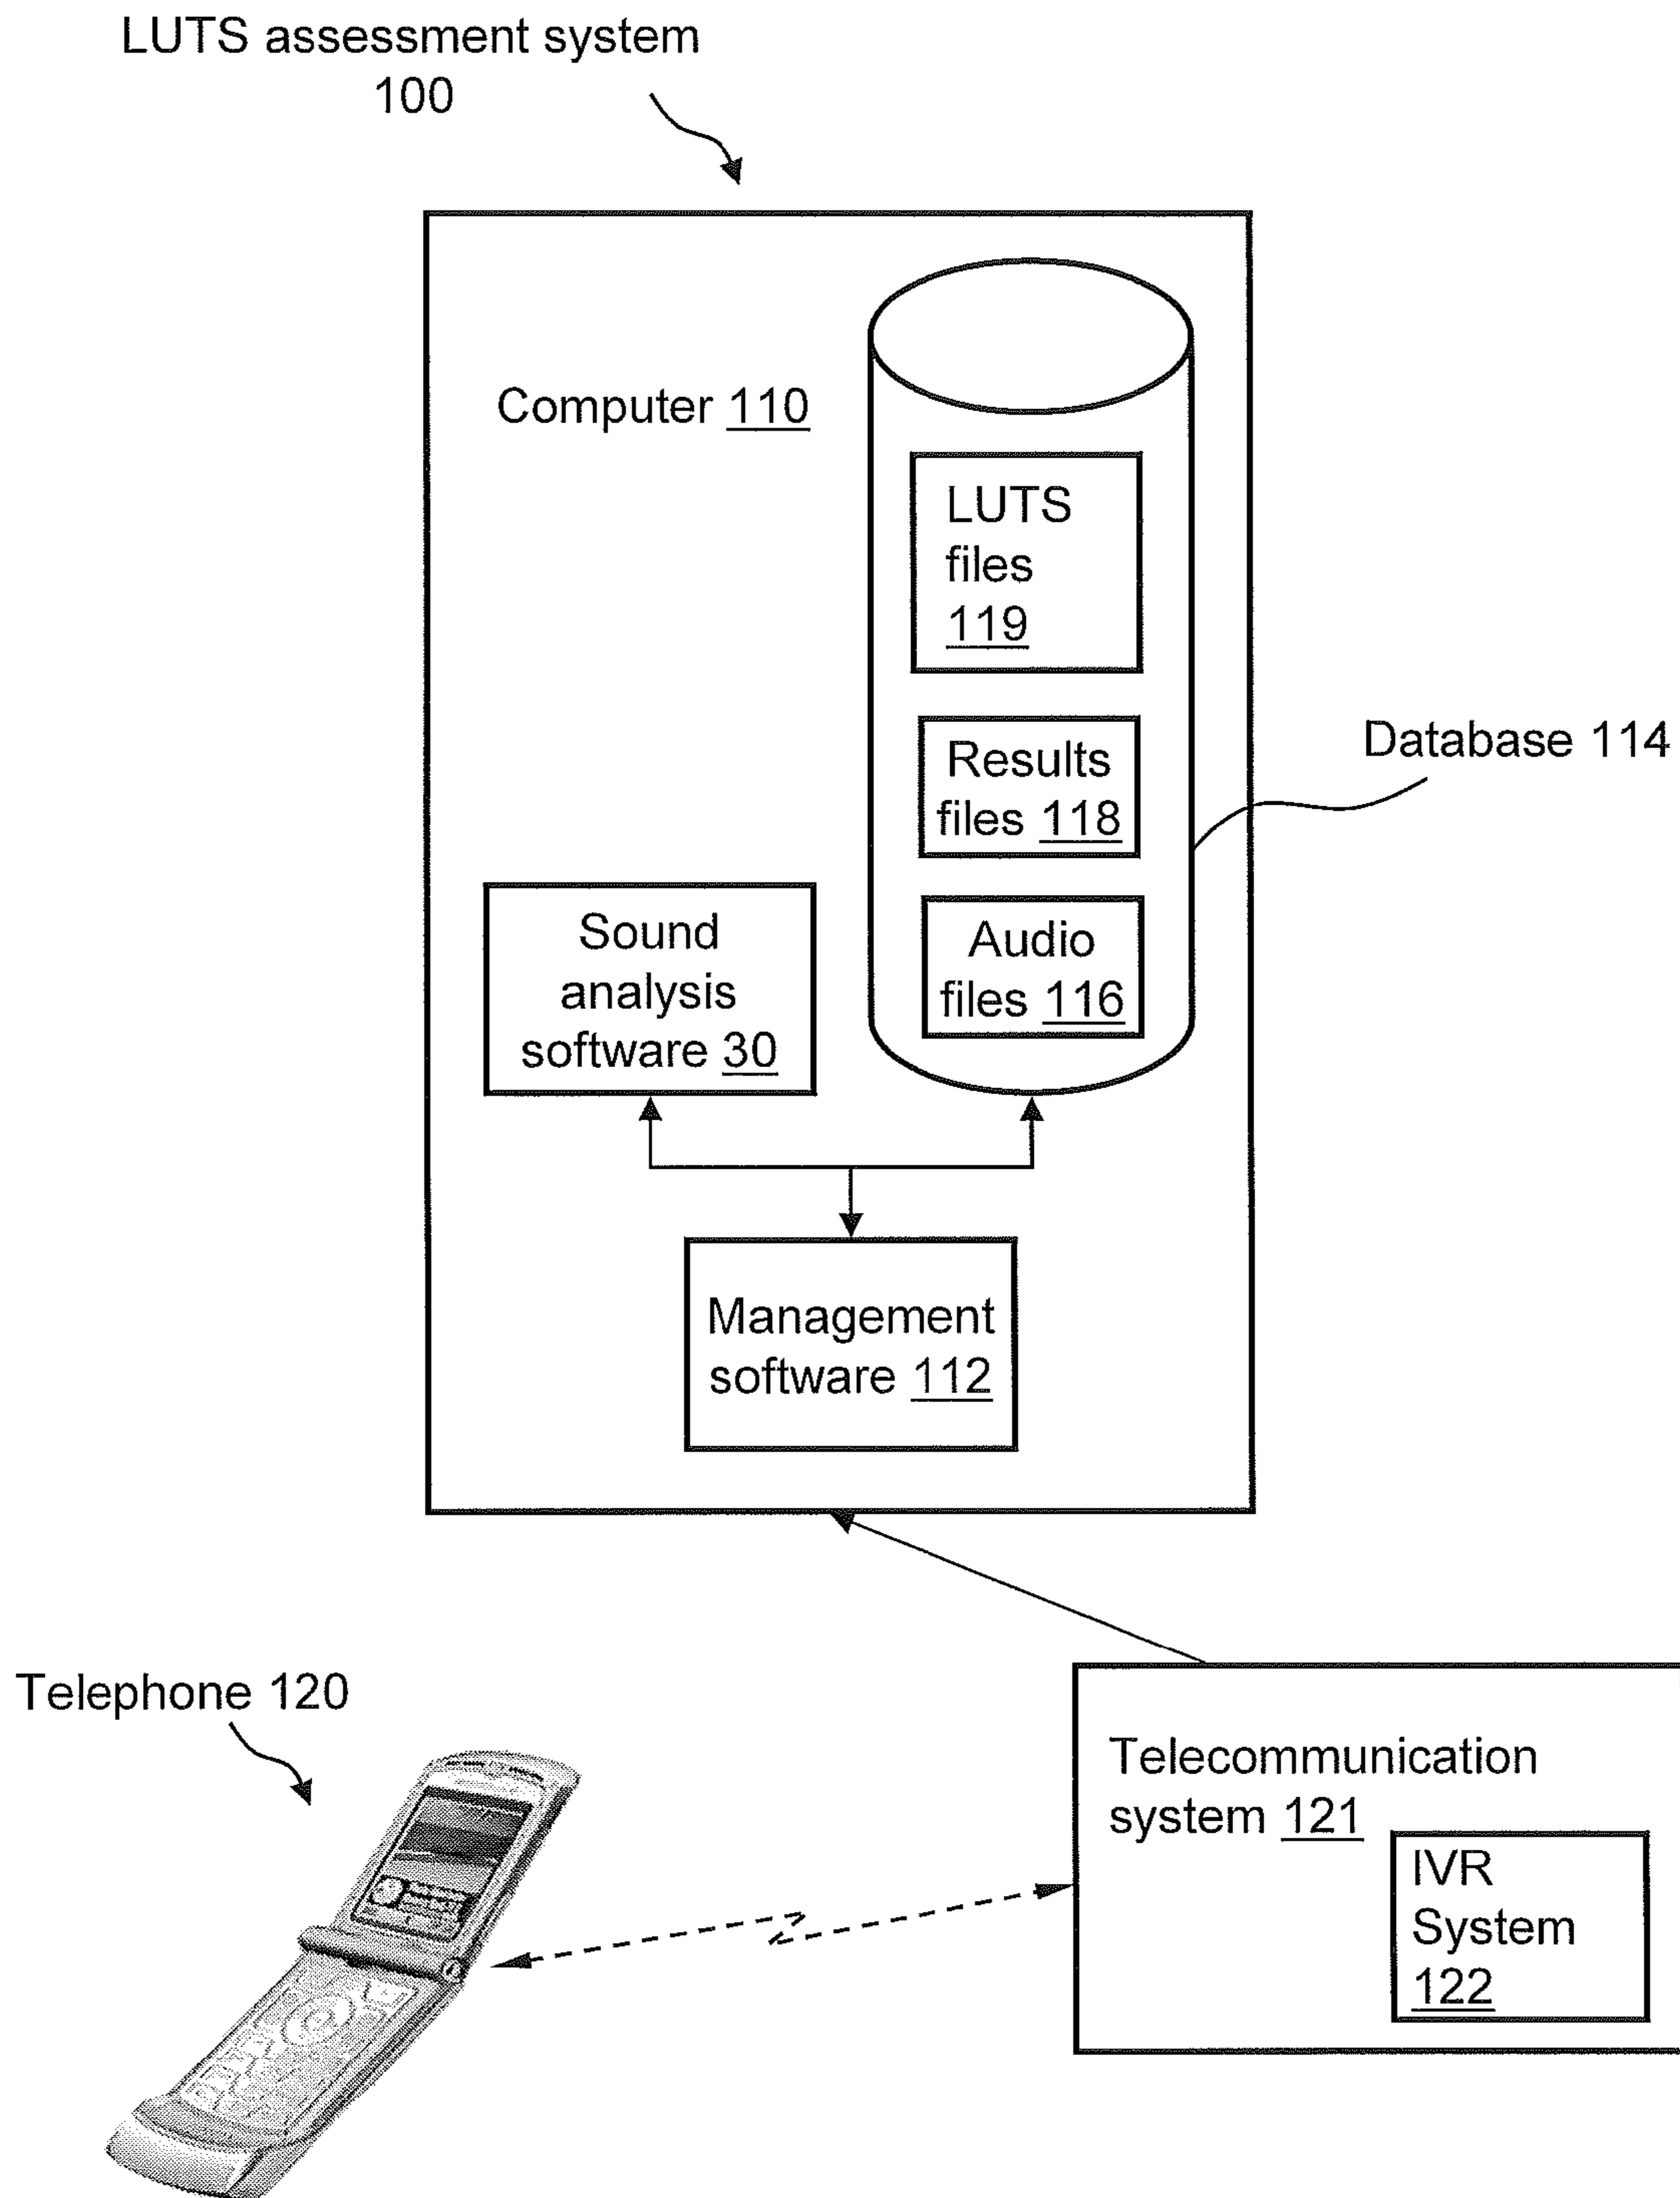 LUTS assessment system
100
Computer 110
LUTS
files
119
Results
files 118
Database 114
Audio
files 116
Sound
analysis
software 30
Management
software 112
Telephone 120
Telecommunication
system 121
IVR
System
122